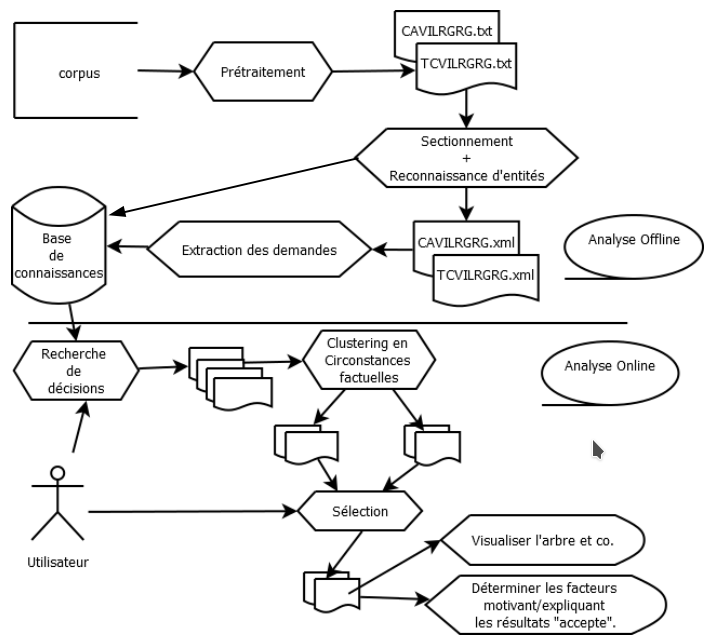 CAVILRGRG.txt
corpus
Prétraitement
TCVILRGRG.txt
Sectionnement
+
Reconnaissance d'entités
Base
de
connaissances
Extraction des demandes
CAVILRGRG.xml
TCVILRGRG.xml
Analyse Offline
Recherche
de
décisions
Clustering en
Circonstances
factuelles
Analyse Online
Utilisateur
Sélection
Visualiser l'arbre et co.
Déterminer les facteurs
motivant/expliquant
les résultats "accepte".